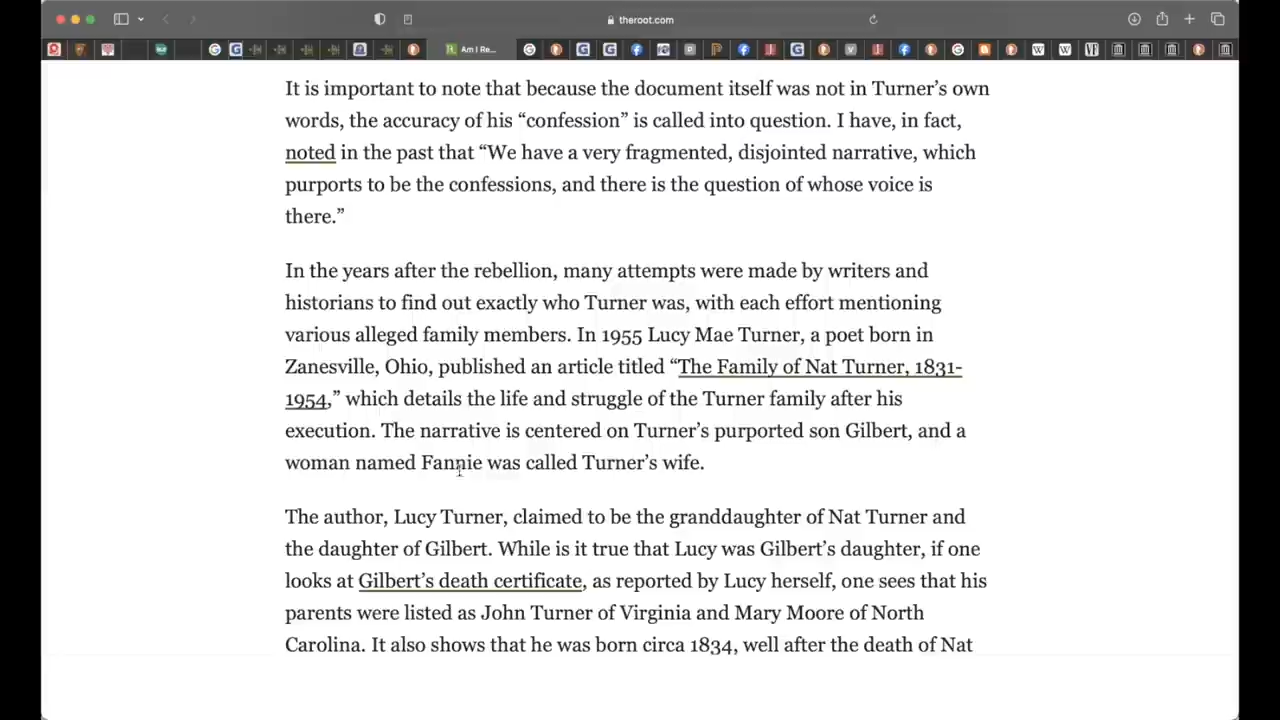 theroot.com
Am I Re...
It is important to note that because the document itself was not in Turner’s own
words, the accuracy of his “confession” is called into question. I have, in fact,
noted in the past that “We have a very fragmented, disjointed narrative, which
purports to be the confessions, and there is the question of whose voice is
there.”
In the years after the rebellion, many attempts were made by writers and
historians to find out exactly who Turner was, with each effort mentioning
various alleged family members. In 1955 Lucy Mae Turner, a poet born in
Zanesville, Ohio, published an article titled “The Family of Nat Turner, 1831-
1954,” which details the life and struggle of the Turner family after his
execution. The narrative is centered on Turner’s purported son Gilbert, and a
woman named Fannie was called Turner’s wife.
The author, Lucy Turner, claimed to be the granddaughter of Nat Turner and
the daughter of Gilbert. While is it true that Lucy was Gilbert’s daughter, if one
looks at Gilbert’s death certificate, as reported by Lucy herself, one sees that his
parents were listed as John Turner of Virginia and Mary Moore of North
Carolina. It also shows that he was born circa 1834, well after the death of Nat